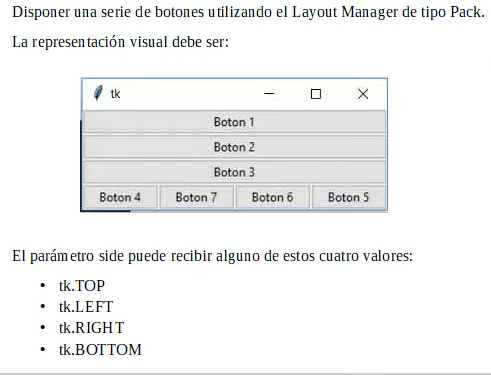 Disponer una serie de botones utilizando el Layout Manager de tipo Pack.
La representación visual debe ser:
tk
Boton 1
Boton 2
Boton 3
Boton 4 Boton 7 Boton 6 Boton 5
El parámetro side puede recibir alguno de estos cuatro valores:
• tk.TOP
• tk.LEFT
• tk.RIGHT
• tk.BOTTOM